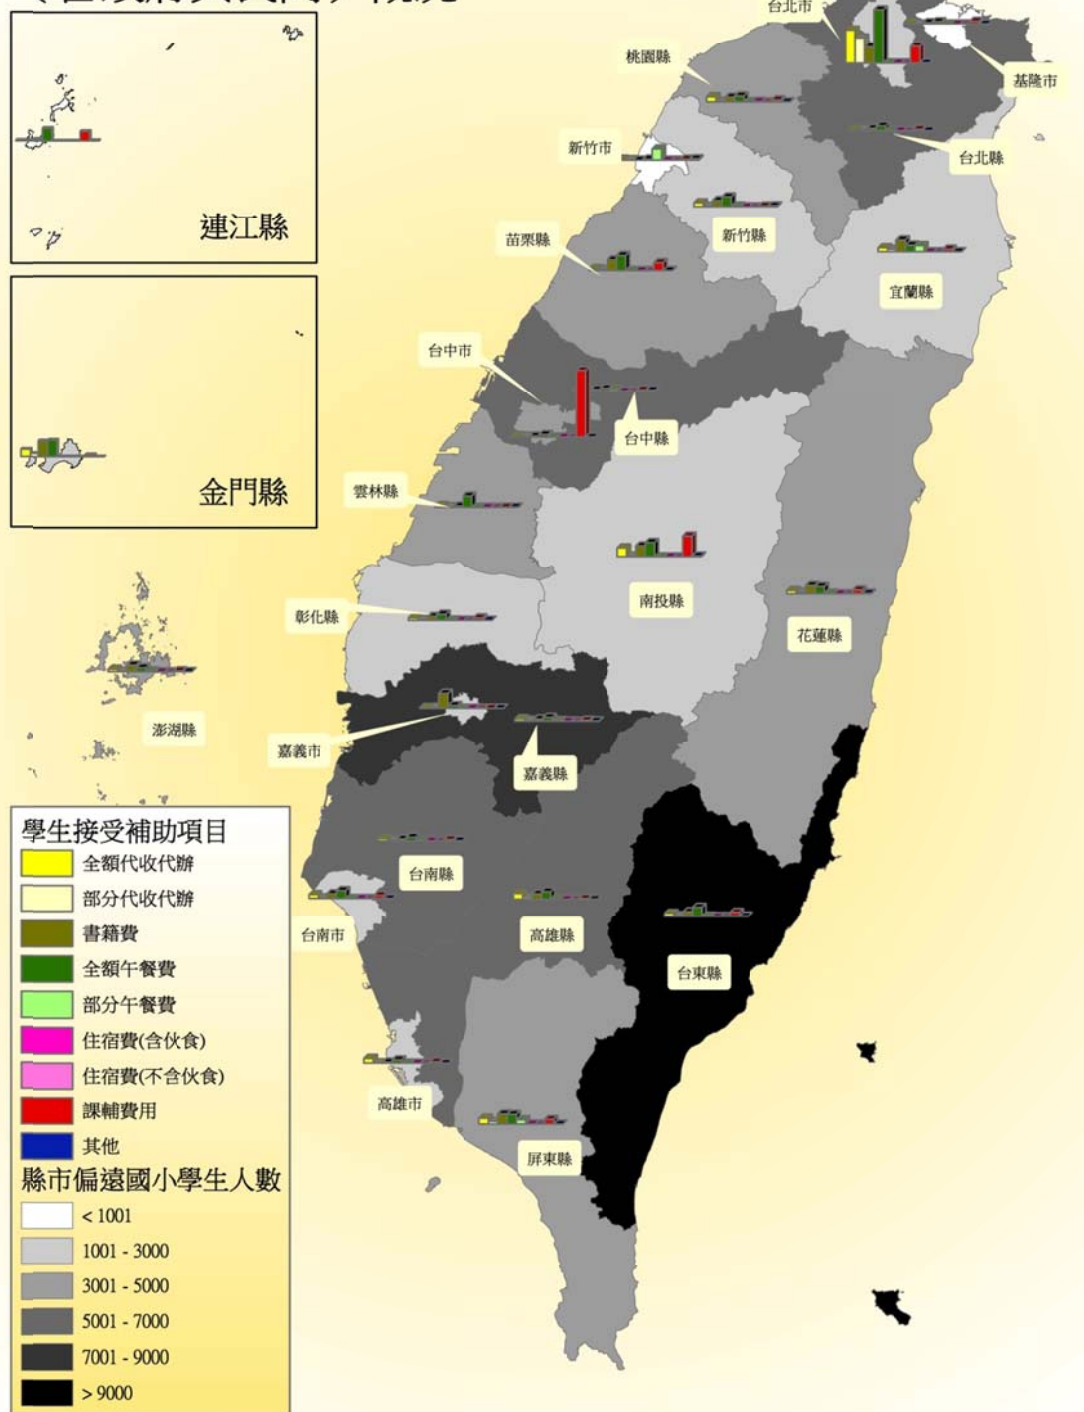 台北市
桃園縣
基隆市
新竹市
台北縣
連江縣
苗栗縣
新竹縣
宜蘭縣
台中市
台中縣
金門縣
雲林縣
彰化縣
南投縣
花蓮縣
澎湖縣
嘉義市
嘉義縣
台南縣
台南市
高雄縣
台東縣
高雄市
屏東縣
學生接受補助項目
全額代收代辦
部分代收代辦
書籍費
全額午餐費
部分午餐費
住宿費(含伙食)
住宿費(不含伙食)
課輔費用
其他
縣市偏遠國小學生人數
< 1001
1001 - 3000
3001 - 5000
5001 - 7000
7001 - 9000
> 9000